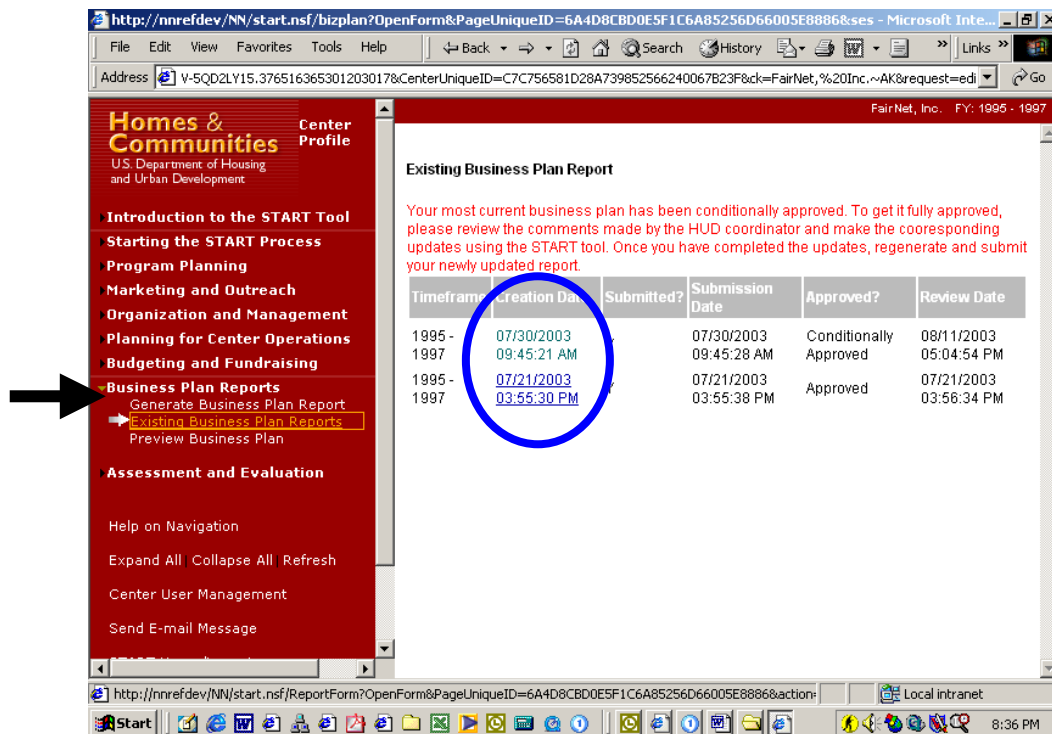 http://nnrefdev/NN/start.nsf/bizplan?OpenForm&PageUniqueID=6A4D8CBD0E5F1C6A85256D66005E8886&ses - Microsoft Inte...
File Edit View Favorites Tools Help
Back Search History Links »
Address V-5QD2LY15.376516365301203017&CenterUniqueID=C7C756581D28A739852566240067B23F&ck=FairNet,%20Inc.~AK&request=edi Go
FairNet, Inc. FY: 1995 - 1997
Homes &
Communities
U.S. Department of Housing
and Urban Development
Center
Profile
Introduction to the START Tool
Starting the START Process
Program Planning
Marketing and Outreach
Organization and Management
Planning for Center Operations
Budgeting and Fundraising
Business Plan Reports
Generate Business Plan Report
Existing Business Plan Reports
Preview Business Plan
Assessment and Evaluation
Help on Navigation
Expand All | Collapse All | Refresh
Center User Management
Send E-mail Message
Existing Business Plan Report
Your most current business plan has been conditionally approved. To get it fully approved,
please review the comments made by the HUD coordinator and make the cooresponding
updates using the START tool. Once you have completed the updates, regenerate and submit
your newly updated report.
Timeframe Creation Date Submitted? Submission Date Approved? Review Date
1995 - 07/30/2003 07/30/2003 Conditionally 08/11/2003
1997 09:45:21 AM 09:45:28 AM Approved 05:04:54 PM
1995 - 07/21/2003 07/21/2003 Approved 07/21/2003
1997 03:55:30 PM 03:55:38 PM 03:56:34 PM
http://nnrefdev/NN/start.nsf/ReportForm?OpenForm&PageUniqueID=6A4D8CBD0E5F1C6A85256D66005E8886&action= Local intranet
Start 8:36 PM